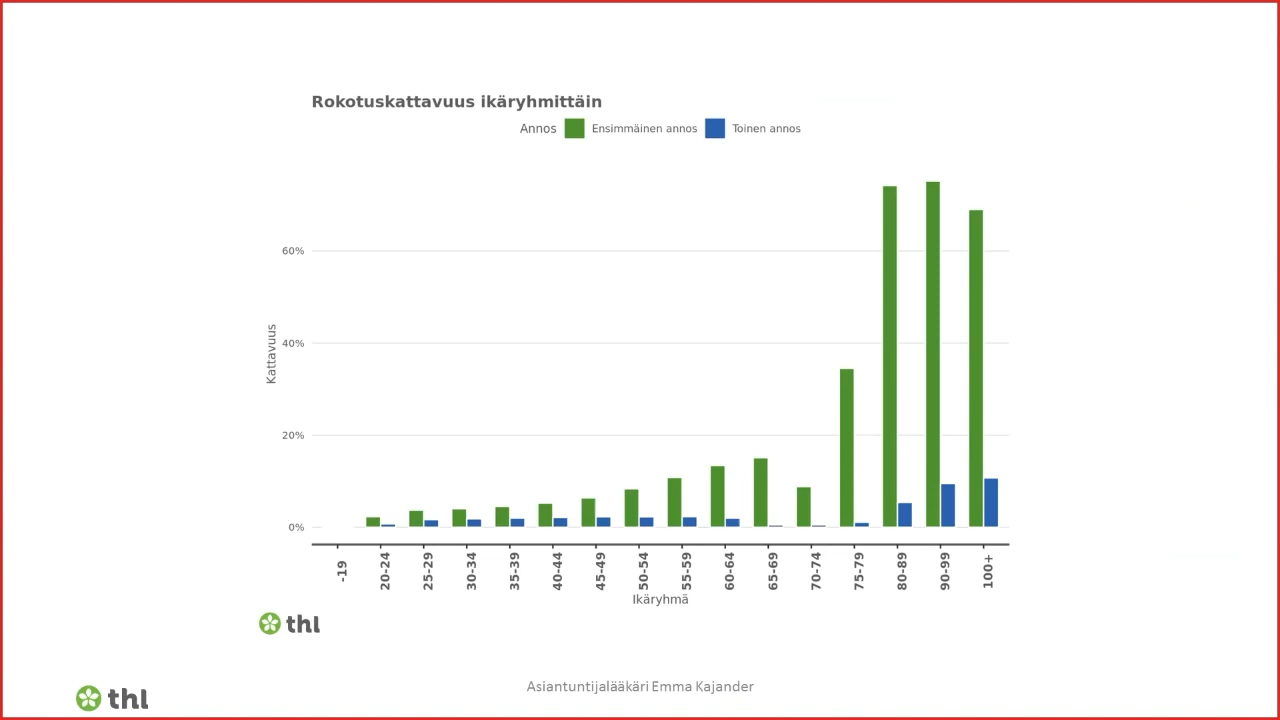 Rokotuskattavuus ikäryhmittäin
Annos Ensimmäinen annos Toinen annos
60%
40%
20%
0%
Kattavuus
-19 20-24 25-29 30-34 35-39 40-44 45-49 50-54 55-59 60-64 65-69 70-74 75-79 80-89 90-99 100+
Ikäryhmä
thl
Asiantuntijalääkäri Emma Kajander
thl